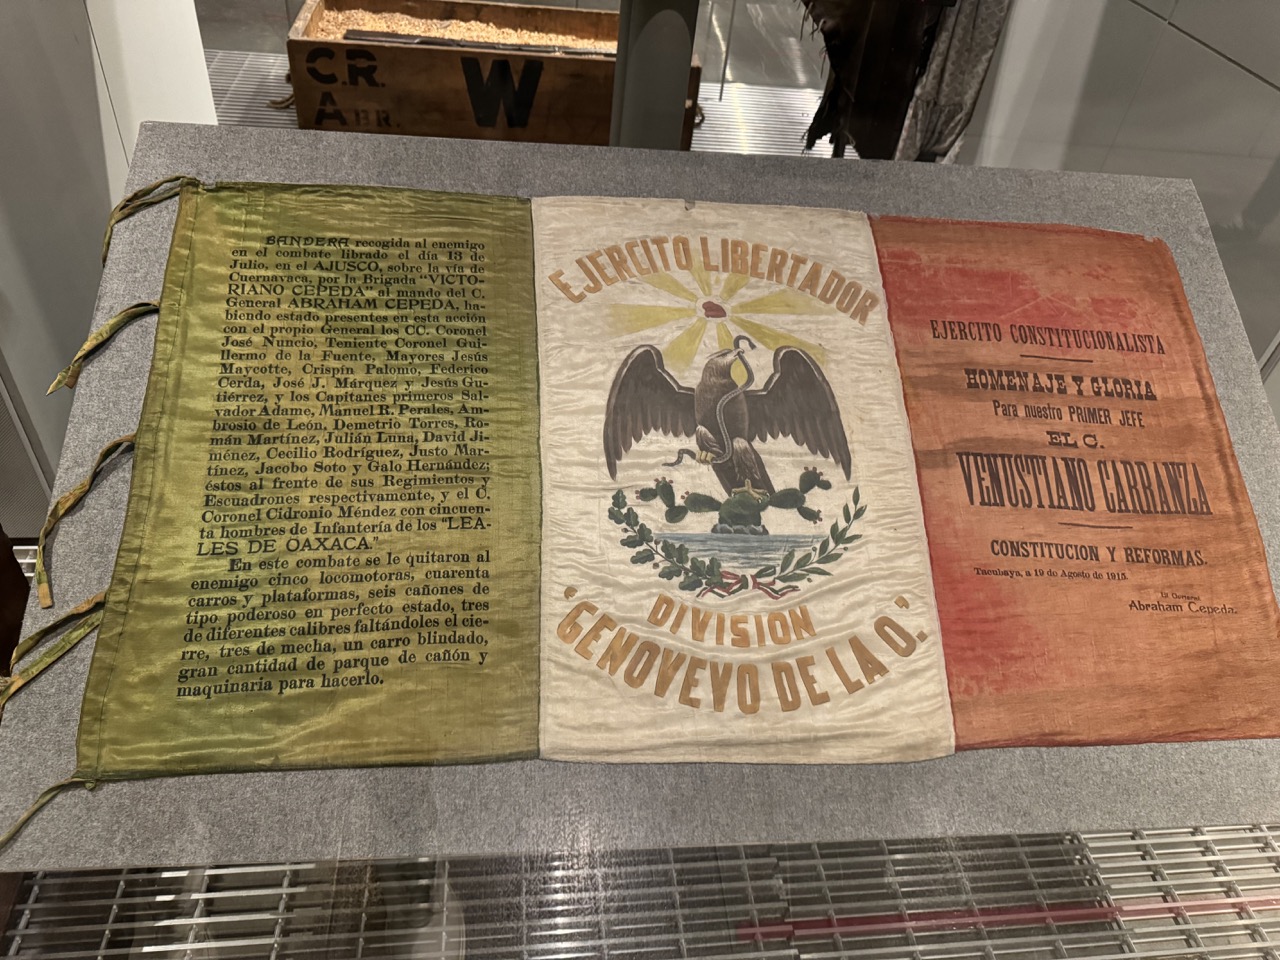 C.R.
ABR. W
BANDERA recogida al enemigo
en el combate librado el día 13 de
Julio, en el AJUSCO, sobre la vía de
Cuernavaca, por la Brigada "VICTO-
RIANO CEPEDA" al mando del C.
General ABRAHAM CEPEDA, ha-
biendo estado presentes en esta acción
con el propio General los CC. Coronel
José Nuncio, Teniente Coronel Gui-
llermo de la Fuente, Mayores Jesús
Maycotte, Crispín Palomo, Federico
Cerda, José J. Márquez y Jesús Gu-
tiérrez, y los Capitanes primeros Sal-
vador Adame, Manuel R. Perales, Am-
brosio de León, Demetrio Torres, Ro-
mán Martínez, Julián Luna, David Ji-
ménez, Cecilio Rodríguez, Justo Mar-
tínez, Jacobo Soto y Galo Hernández;
éstos al frente de sus Regimientos y
Escuadrones respectivamente, y el C.
Coronel Cidronio Méndez con cincuen-
ta hombres de Infantería de los "LEA-
LES DE OAXACA."
En este combate se le quitaron al
enemigo cinco locomotoras, cuarenta
carros y plataformas, seis cañones de
tipo poderoso en perfecto estado, tres
de diferentes calibres faltándoles el cie-
rre, tres de mecha, un carro blindado,
gran cantidad de parque de cañón y
maquinaria para hacerlo.
EJERCITO LIBERTADOR
DIVISION
"GENOVEVO DE LA O."
EJERCITO CONSTITUCIONALISTA
HOMENAJE Y GLORIA
Para nuestro PRIMER JEFE
EL C.
VENUSTIANO CARRANZA
CONSTITUCION Y REFORMAS.
Tacubaya, a 19 de Agosto de 1915.
El General
Abraham Cepeda.